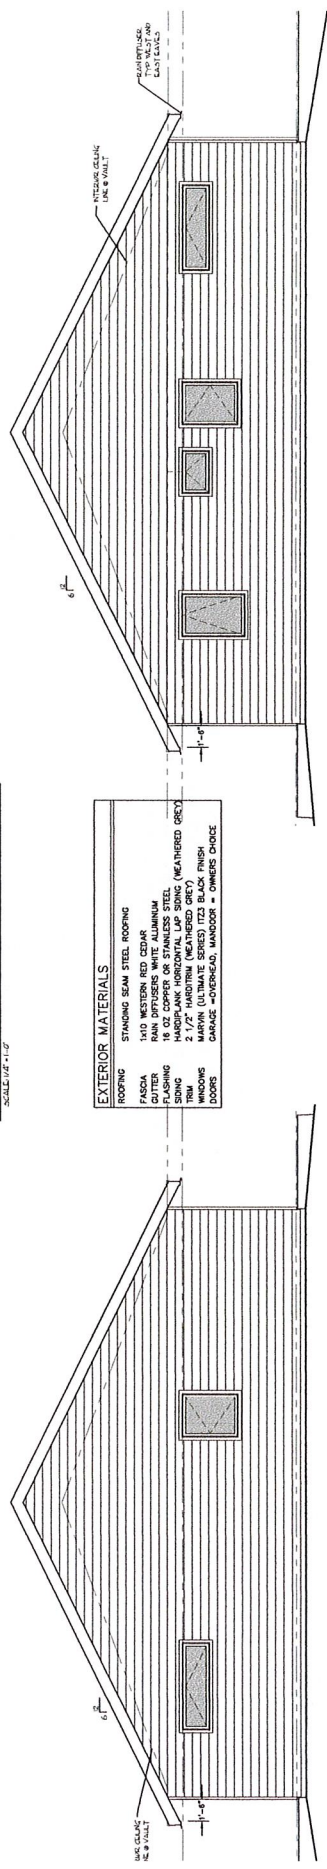 SCALE: 1/4" = 1'-0"
INTERIOR CEILING
LINE @ VAULT
RAIN DIFFUSER
TYP. WEST AND
EAST EAVES
12
6
1'-6"
EXTERIOR MATERIALS
ROOFING STANDING SEAM STEEL ROOFING
FASCIA 1x10 WESTERN RED CEDAR
GUTTER RAIN DIFFUSERS WHITE ALUMINUM
FLASHING 16 OZ COPPER OR STAINLESS STEEL
SIDING HARDIPLANK HORIZONTAL LAP SIDING (WEATHERED GREY)
TRIM 2 1/2" HARDITRIM (WEATHERED GREY)
WINDOWS MARVIN (ULTIMATE SERIES) ITZ3 BLACK FINISH
DOORS GARAGE =OVERHEAD, MANDOOR = OWNERS CHOICE
12
6
CEILING
@ VAULT
1'-6"